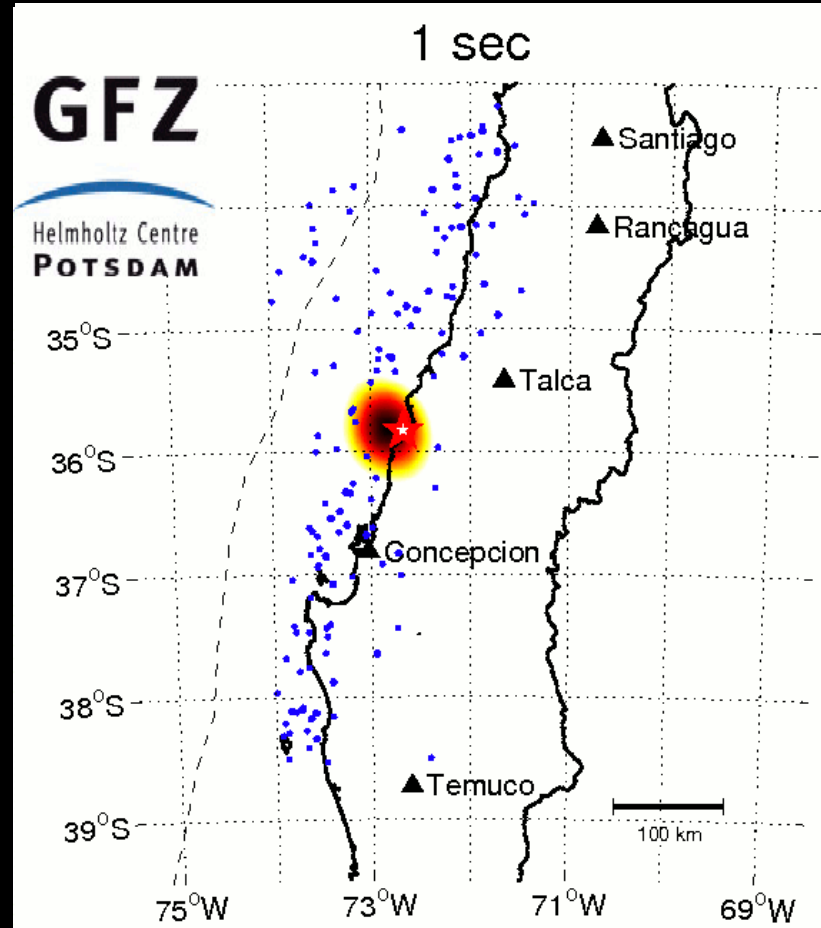 1 sec
GFZ
Helmholtz Centre
POTSDAM
Santiago
Rancagua
35°S
Talca
36°S
Concepcion
37°S
38°S
Temuco
39°S
100 km
75°W 73°W 71°W 69°W